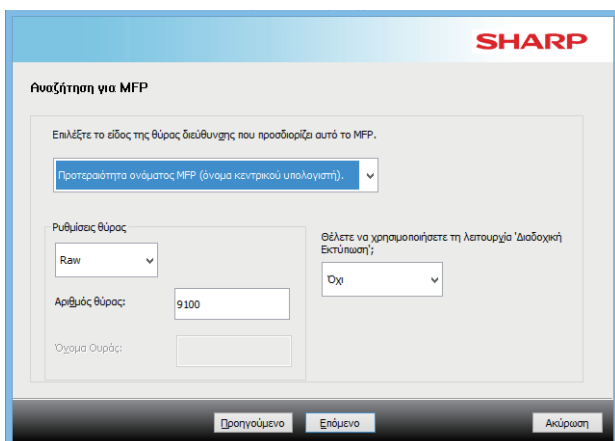 SHARP
Αναζήτηση για MFP
Επιλέξτε το είδος της θύρας διεύθυνσης που προσδιορίζει αυτό το MFP.
Προτεραιότητα ονόματος MFP (όνομα κεντρικού υπολογιστή).
Ρυθμίσεις θύρας
Raw
Αριθμός θύρας:
9100
Όνομα Ουράς:
Θέλετε να χρησιμοποιήσετε τη λειτουργία 'Διαδοχική
Εκτύπωση';
Όχι
Προηγούμενο
Επόμενο
Ακύρωση